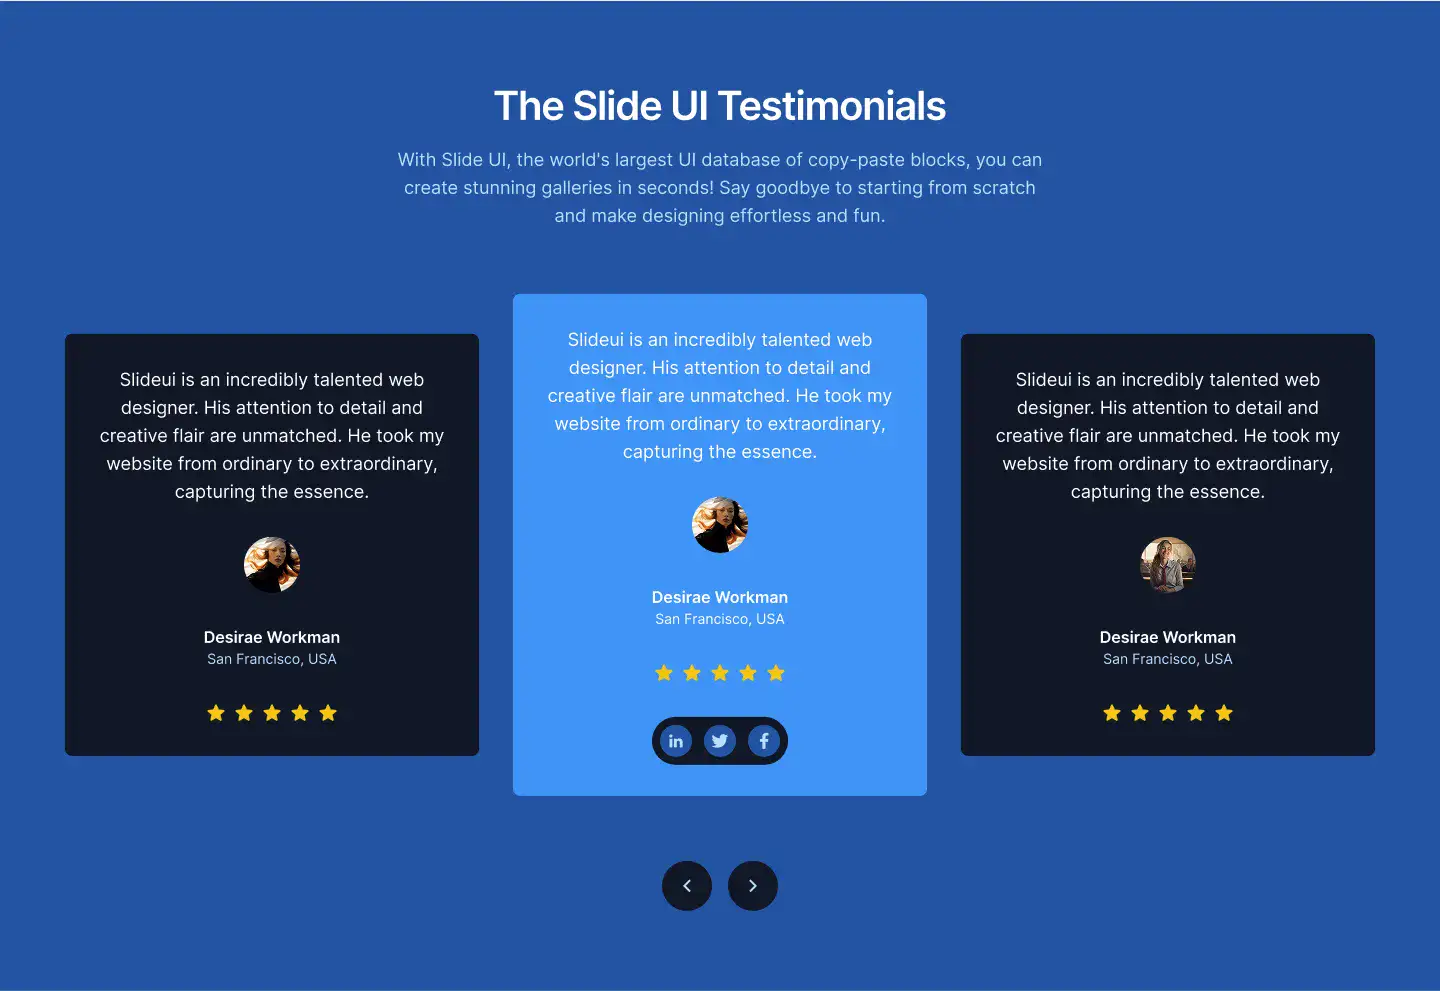 The Slide UI Testimonials
With Slide UI, the world's largest UI database of copy-paste blocks, you can
create stunning galleries in seconds! Say goodbye to starting from scratch
and make designing effortless and fun.
Slideui is an incredibly talented web
designer. His attention to detail and
creative flair are unmatched. He took my
website from ordinary to extraordinary,
capturing the essence.
Desirae Workman
San Francisco, USA
Slideui is an incredibly talented web
designer. His attention to detail and
creative flair are unmatched. He took my
website from ordinary to extraordinary,
capturing the essence.
Desirae Workman
San Francisco, USA
in
Slideui is an incredibly talented web
designer. His attention to detail and
creative flair are unmatched. He took my
website from ordinary to extraordinary,
capturing the essence.
Desirae Workman
San Francisco, USA